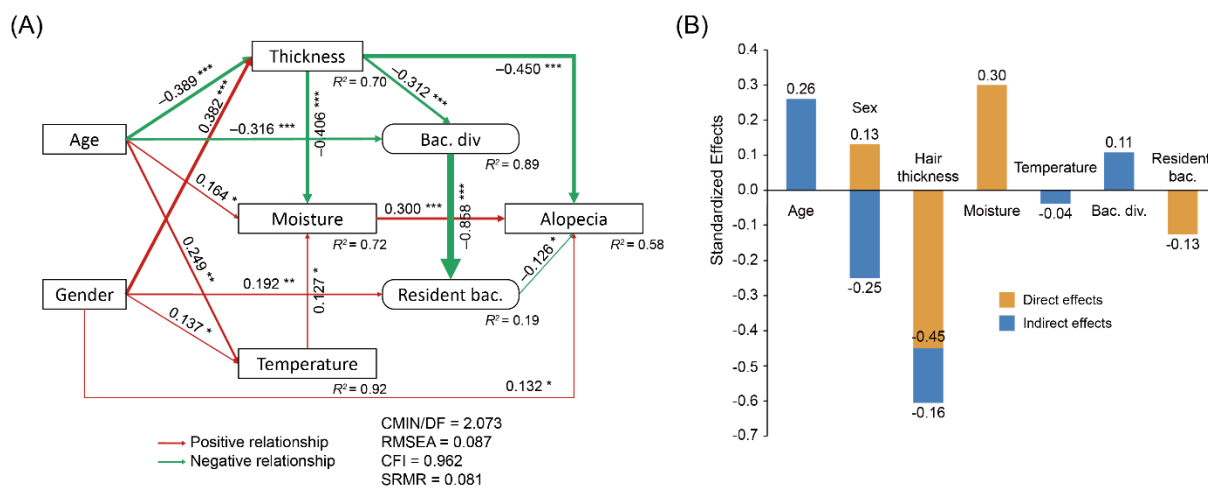 (A)
Thickness
R² = 0.70
–0.389 ***
0.382 ***
–0.406 ***
–0.312 ***
–0.450 ***
Age
–0.316 ***
Bac. div
R² = 0.89
0.164 *
Moisture
R² = 0.72
0.300 ***
–0.858 ***
Alopecia
R² = 0.58
0.249 **
0.127 *
–0.126 *
Gender
0.192 **
Resident bac.
R² = 0.19
0.137 *
Temperature
R² = 0.92
0.132 *
Positive relationship
Negative relationship
CMIN/DF = 2.073
RMSEA = 0.087
CFI = 0.962
SRMR = 0.081
(B)
Standardized Effects
0.4
0.3
0.2
0.1
0.0
-0.1
-0.2
-0.3
-0.4
-0.5
-0.6
-0.7
0.26
Age
Sex
0.13
-0.25
Hair
thickness
-0.45
-0.16
0.30
Moisture
Temperature
-0.04
0.11
Bac. div.
Resident
bac.
-0.13
Direct effects
Indirect effects